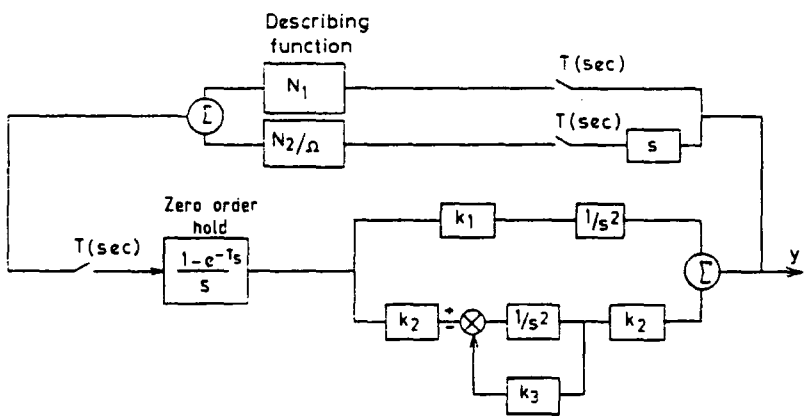 Describing
function
N1
T(sec)
Σ
N2/Ω
T(sec)
s
Zero order
hold
T(sec)
1-e-Ts
s
k1
1/s2
Σ
y
k2
+
-
1/s2
k2
k3